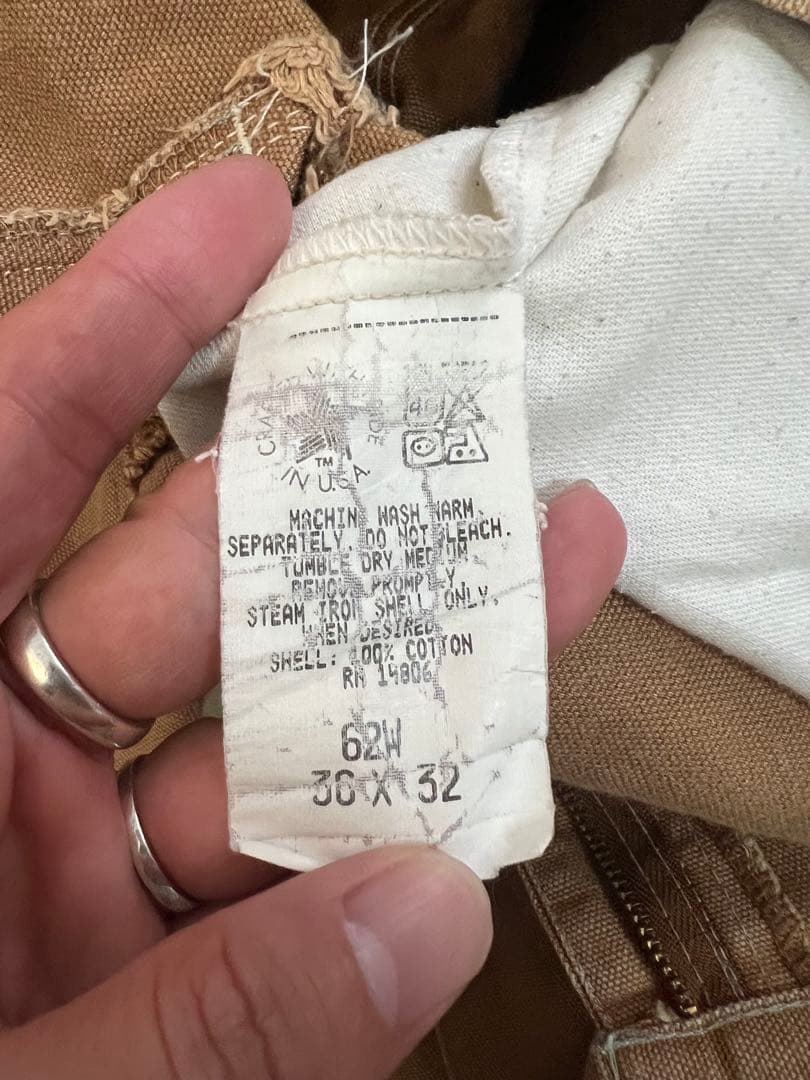 TM
IN U.S.A.
MACHINE WASH WARM.
SEPARATELY. DO NOT BLEACH.
TUMBLE DRY MEDIUM
REMOVE PROMPTLY.
STEAM IRON SHELL ONLY,
WHEN DESIRED
SHELL: 100% COTTON
RN 14806
62W
X 32